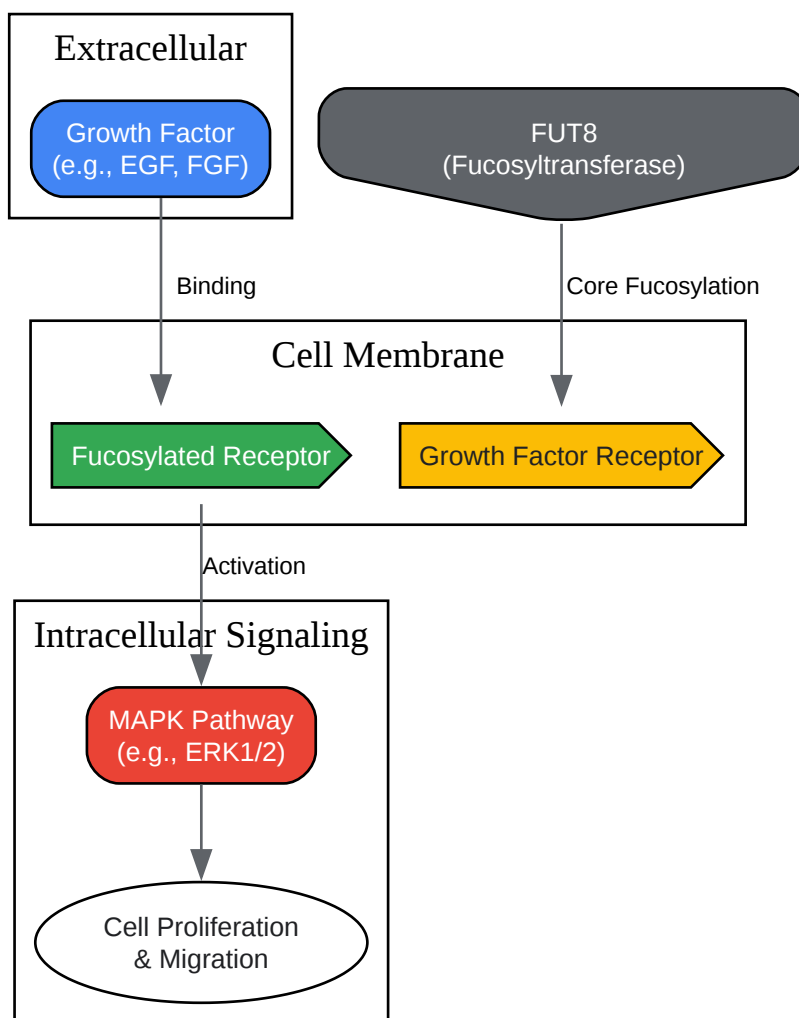 Extracellular
Growth Factor
(e.g., EGF, FGF)
FUT8
(Fucosyltransferase)
Binding
Core Fucosylation
Cell Membrane
Fucosylated Receptor
Growth Factor Receptor
Activation
Intracellular Signaling
MAPK Pathway
(e.g., ERK1/2)
Cell Proliferation
& Migration